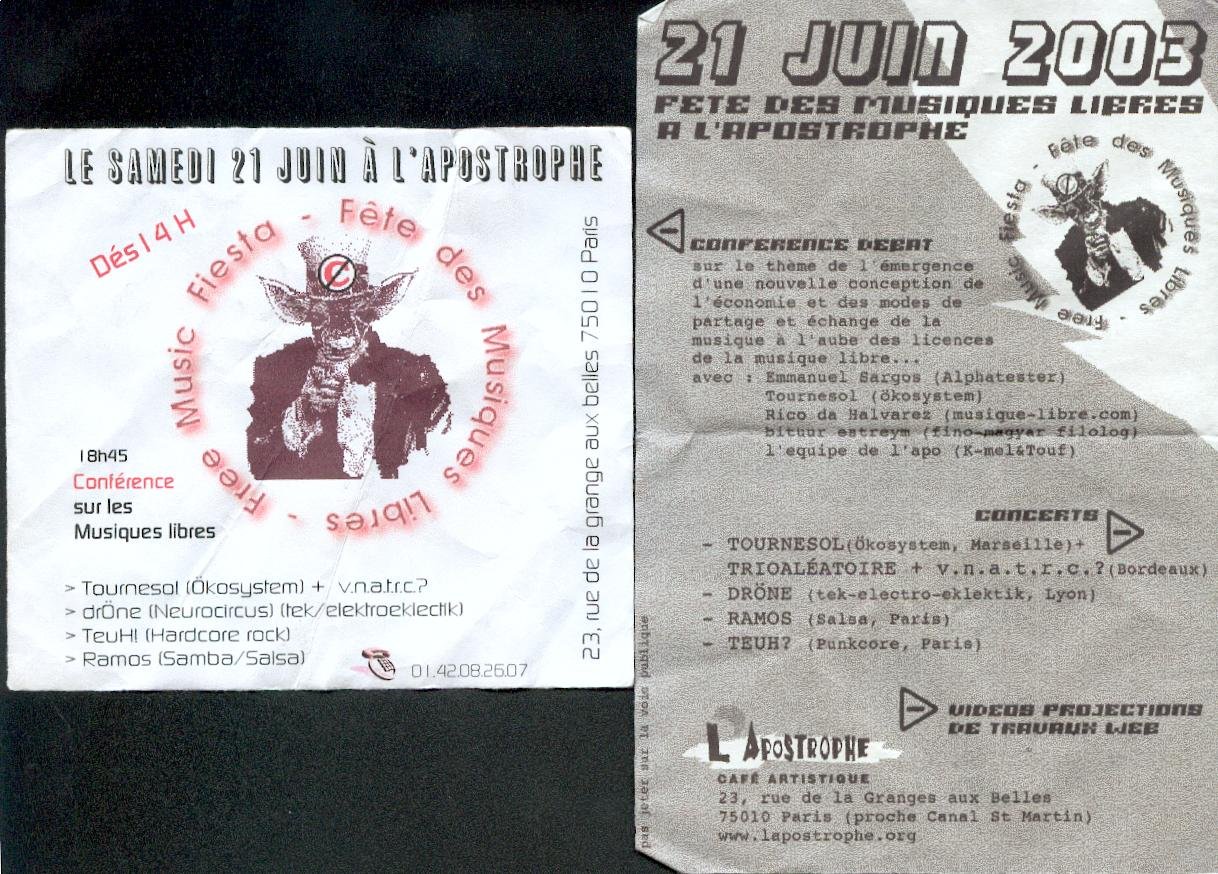 LE SAMEDI 21 JUIN À L'APOSTROPHE
Dés 14 H
Free Music Fiesta - Fête des Musiques Libres -
18h45
Conférence
sur les
Musiques libres
> Tournesol (Ökosystem) + v.n.a.t.r.c.?
> drÖne (Neurocircus) (tek/elektroeklectik)
> TeuH! (Hardcore rock)
> Ramos (Samba/Salsa)
01.42.08.26.07
23, rue de la grange aux belles 75010 Paris
21 JUIN 2003
FETE DES MUSIQUES LIBRES
A L'APOSTROPHE
Free Music Fiesta - Fête des Musiques Libres -
CONFERENCE DEBAT
sur le thème de l'émergence
d'une nouvelle conception de
l'économie et des modes de
partage et échange de la
musique à l'aube des licences
de la musique libre...
avec : Emmanuel Sargos (Alphatester)
Tournesol (ökosystem)
Rico da Halvarez (musique-libre.com)
bituur estreym (fino-magyar filolog)
l'equipe de l'apo (K-mel&Touf)
CONCERTS
- TOURNESOL(Ökosystem, Marseille)+
TRIOALÉATOIRE + v.n.a.t.r.c.?(Bordeaux)
- DRÖNE (tek-electro-eklektik, Lyon)
- RAMOS (Salsa, Paris)
- TEUH? (Punkcore, Paris)
VIDEOS PROJECTIONS
DE TRAVAUX WEB
L'APOSTROPHE
CAFÉ ARTISTIQUE
23, rue de la Granges aux Belles
75010 Paris (proche Canal St Martin)
www.lapostrophe.org
pas jeter sur la voie publique